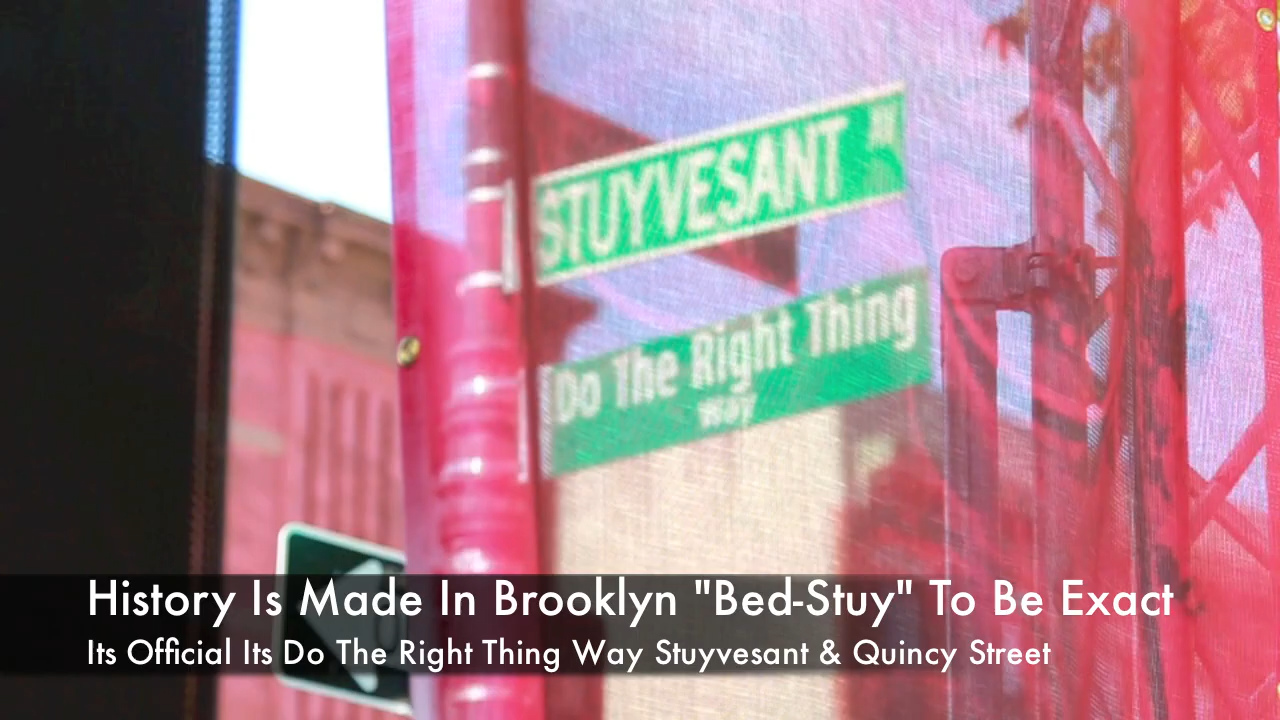 STUYVESANT AV
Do The Right Thing
Way
History Is Made In Brooklyn "Bed-Stuy" To Be Exact
Its Official Its Do The Right Thing Way Stuyvesant & Quincy Street